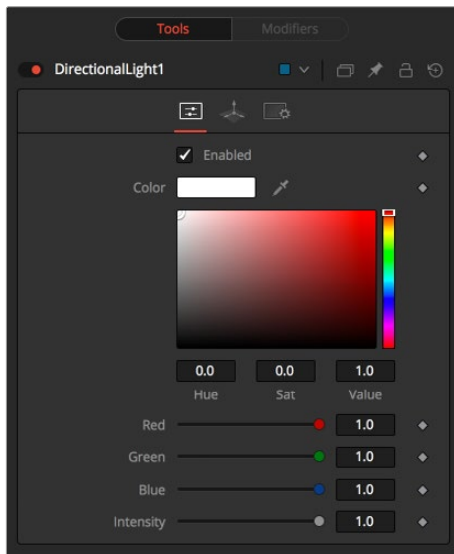 Tools Modifiers
DirectionalLight1
Enabled
Color
0.0 0.0 1.0
Hue Sat Value
Red 1.0
Green 1.0
Blue 1.0
Intensity 1.0